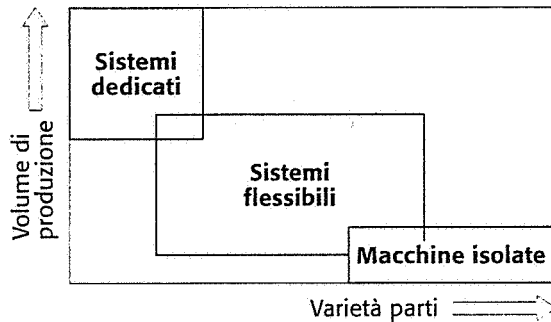 Sistemi
dedicati
Volume di
produzione
Sistemi
flessibili
Macchine isolate
Varietà parti